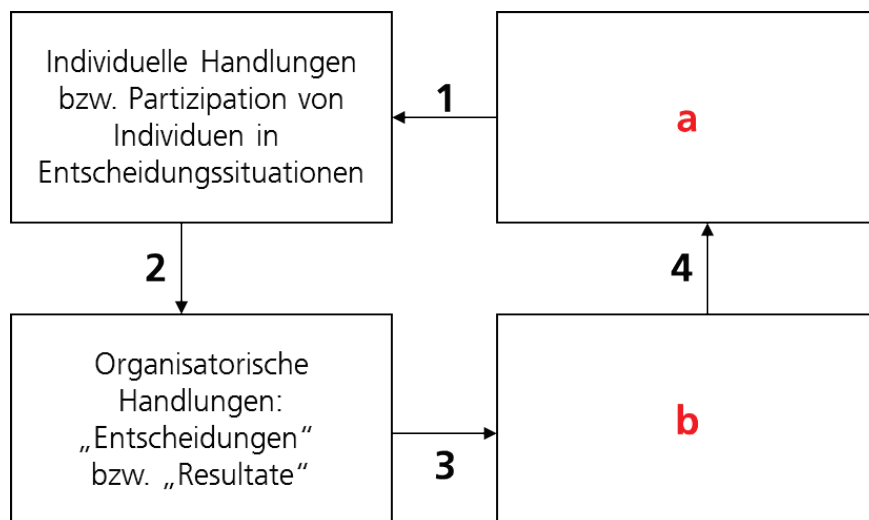 Individuelle Handlungen
bzw. Partizipation von
Individuen in
Entscheidungssituationen
1
a
2
4
Organisatorische
Handlungen:
„Entscheidungen“
bzw. „Resultate“
3
b